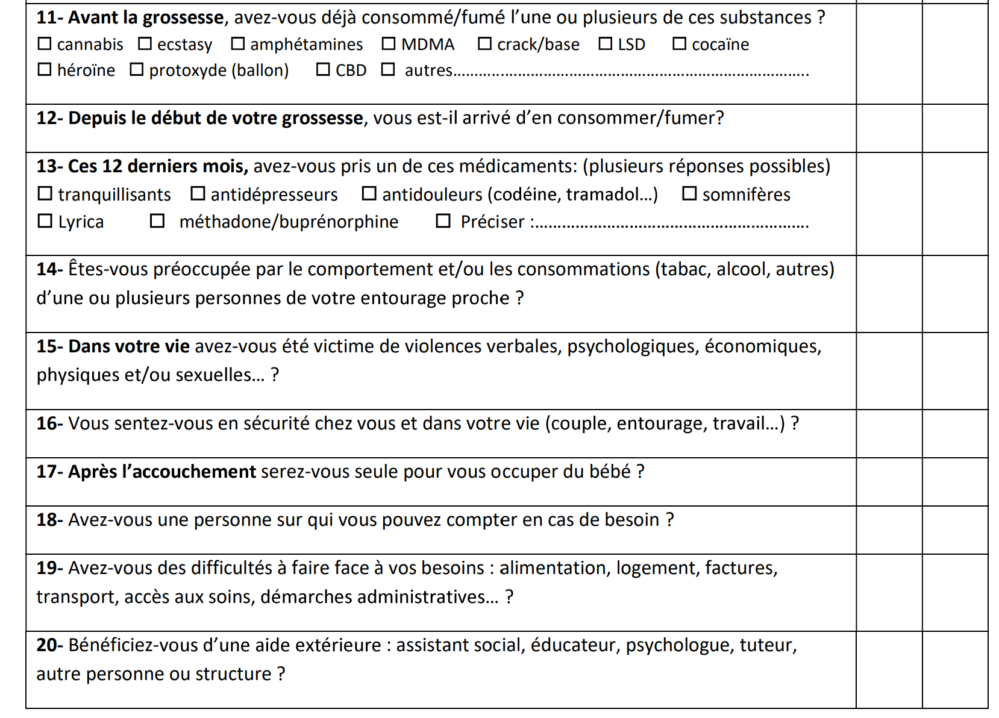 11- Avant la grossesse, avez-vous déjà consommé/fumé l’une ou plusieurs de ces substances ?
☐ cannabis ☐ ecstasy ☐ amphétamines ☐ MDMA ☐ crack/base ☐ LSD ☐ cocaïne
☐ héroïne ☐ protoxyde (ballon) ☐ CBD ☐ autres……………………………………………………………………..
12- Depuis le début de votre grossesse, vous est-il arrivé d’en consommer/fumer?
13- Ces 12 derniers mois, avez-vous pris un de ces médicaments: (plusieurs réponses possibles)
☐ tranquillisants ☐ antidépresseurs ☐ antidouleurs (codéine, tramadol…) ☐ somnifères
☐ Lyrica ☐ méthadone/buprénorphine ☐ Préciser :…………………………………………………….
14- Êtes-vous préoccupée par le comportement et/ou les consommations (tabac, alcool, autres)
d’une ou plusieurs personnes de votre entourage proche ?
15- Dans votre vie avez-vous été victime de violences verbales, psychologiques, économiques,
physiques et/ou sexuelles… ?
16- Vous sentez-vous en sécurité chez vous et dans votre vie (couple, entourage, travail…) ?
17- Après l’accouchement serez-vous seule pour vous occuper du bébé ?
18- Avez-vous une personne sur qui vous pouvez compter en cas de besoin ?
19- Avez-vous des difficultés à faire face à vos besoins : alimentation, logement, factures,
transport, accès aux soins, démarches administratives… ?
20- Bénéficiez-vous d’une aide extérieure : assistant social, éducateur, psychologue, tuteur,
autre personne ou structure ?